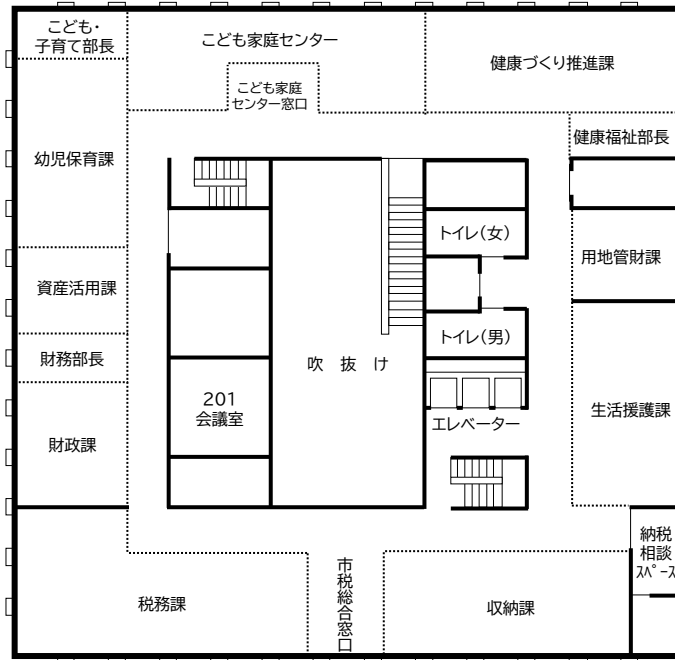 こども・
子育て部長
こども家庭センター
健康づくり推進課
こども家庭
センター窓口
健康福祉部長
幼児保育課
トイレ(女)
用地管財課
資産活用課
トイレ(男)
財務部長
吹 抜 け
201
会議室
生活援護課
エレベーター
財政課
納税
相談
スペース
市税総合窓口
税務課
収納課